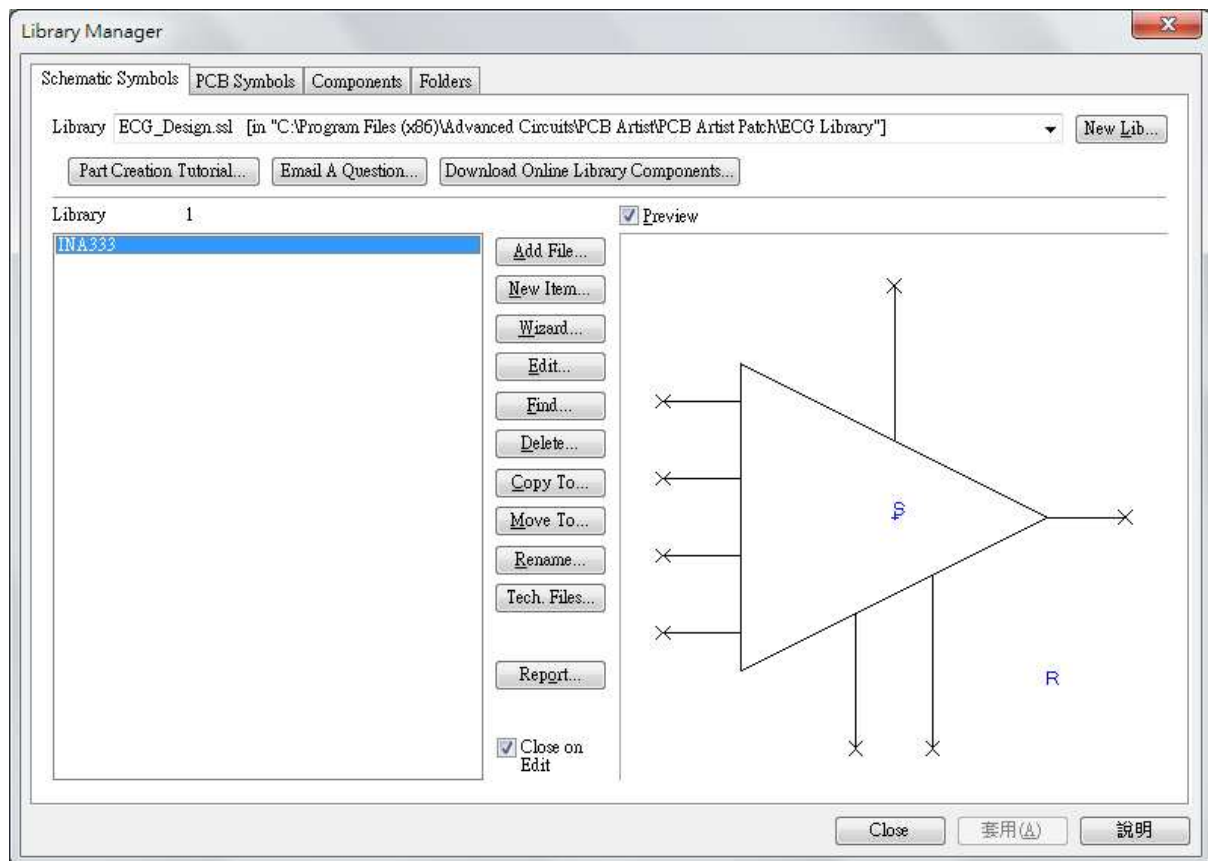 Library Manager
Schematic Symbols PCB Symbols Components Folders
Library ECG_Design.ssl [in "C:\Program Files (x86)\Advanced Circuits\PCB Artist\PCB Artist Patch\ECG Library"] New Lib...
Part Creation Tutorial... Email A Question... Download Online Library Components...
Library 1 Preview
INA333
Add File...
New Item...
Wizard...
Edit...
Find...
Delete...
Copy To...
Move To...
Rename...
Tech. Files...
Report...
Close on
Edit
S
R
Close 套用(A) 說明